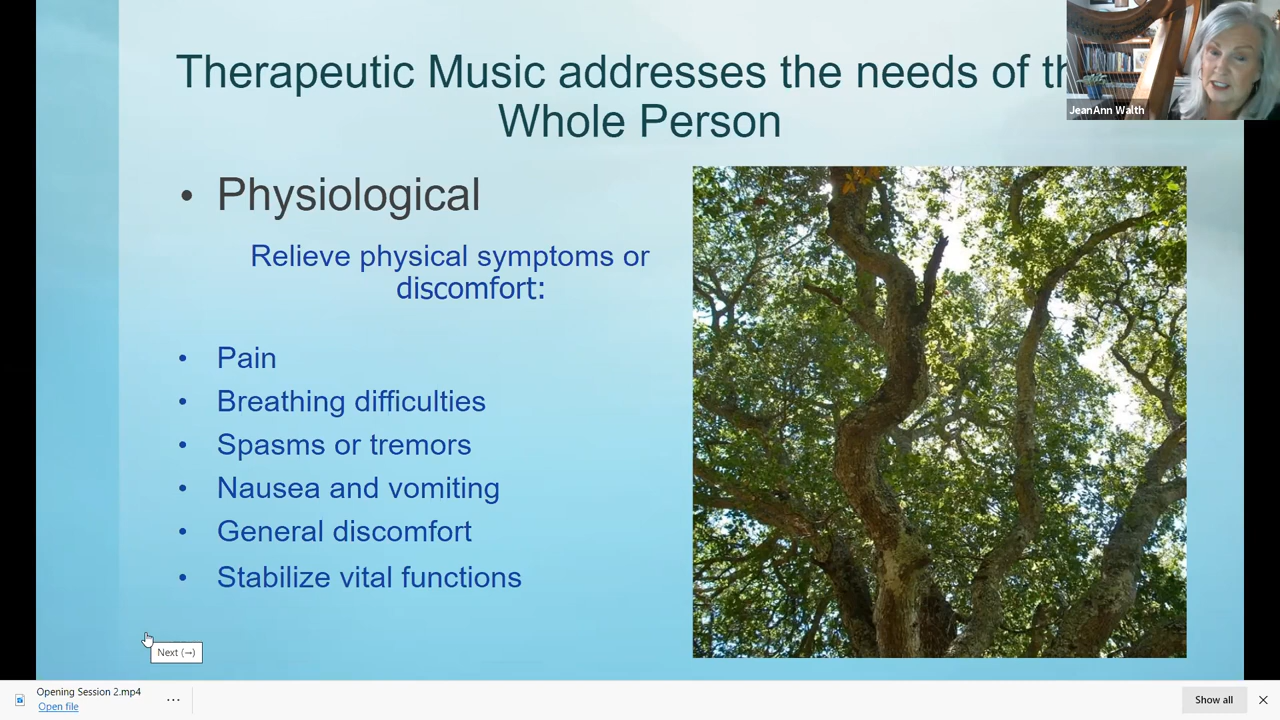 Therapeutic Music addresses the needs of
Whole Person
JeanAnn Walth
• Physiological
Relieve physical symptoms or
discomfort:
• Pain
• Breathing difficulties
• Spasms or tremors
• Nausea and vomiting
• General discomfort
• Stabilize vital functions
Next (→)
Opening Session 2.mp4
Open file
...
Show all